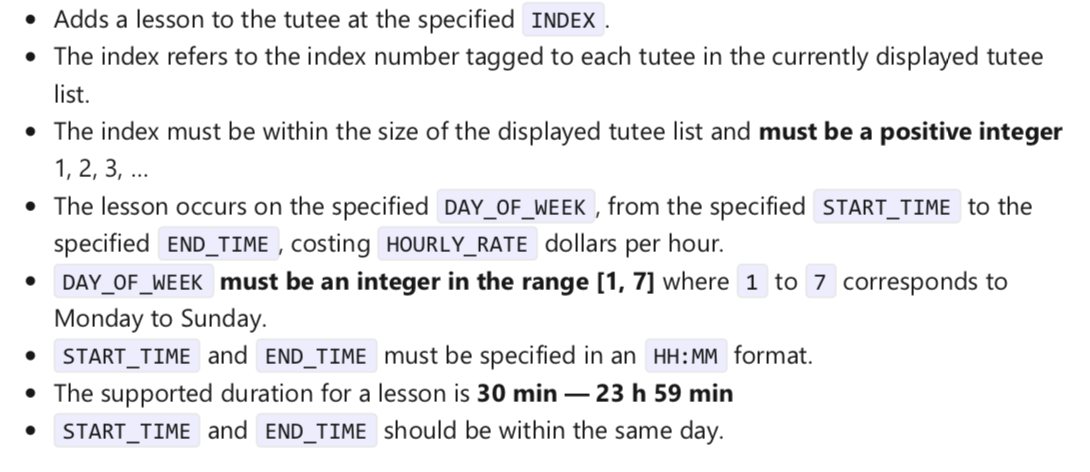 • Adds a lesson to the tutee at the specified INDEX.
• The index refers to the index number tagged to each tutee in the currently displayed tutee
list.
• The index must be within the size of the displayed tutee list and must be a positive integer
1, 2, 3, ...
• The lesson occurs on the specified DAY_OF_WEEK, from the specified START_TIME to the
specified END_TIME, costing HOURLY_RATE dollars per hour.
• DAY_OF_WEEK must be an integer in the range [1, 7] where 1 to 7 corresponds to
Monday to Sunday.
• START_TIME and END_TIME must be specified in an HH:MM format.
• The supported duration for a lesson is 30 min — 23 h 59 min
• START_TIME and END_TIME should be within the same day.